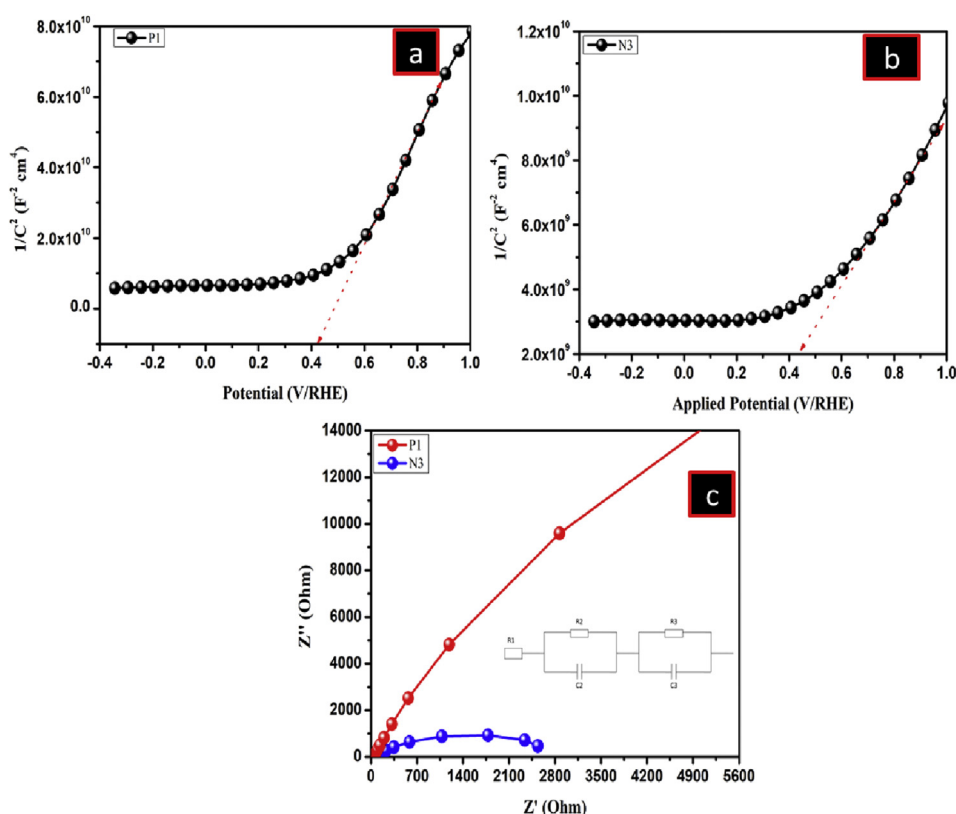 P1
a
8.0x10¹⁰
6.0x10¹⁰
4.0x10¹⁰
2.0x10¹⁰
0.0
1/C² (F⁻² cm⁴)
-0.4 -0.2 0.0 0.2 0.4 0.6 0.8 1.0
Potential (V/RHE)
N3
b
1.2x10¹⁰
1.0x10¹⁰
8.0x10⁹
6.0x10⁹
4.0x10⁹
2.0x10⁹
1/C² (F⁻² cm⁴)
-0.4 -0.2 0.0 0.2 0.4 0.6 0.8 1.0
Applied Potential (V/RHE)
P1
N3
c
14000
12000
10000
8000
6000
4000
2000
0
Z'' (Ohm)
R1
R2
R3
C2
C3
0 700 1400 2100 2800 3500 4200 4900 5600
Z' (Ohm)